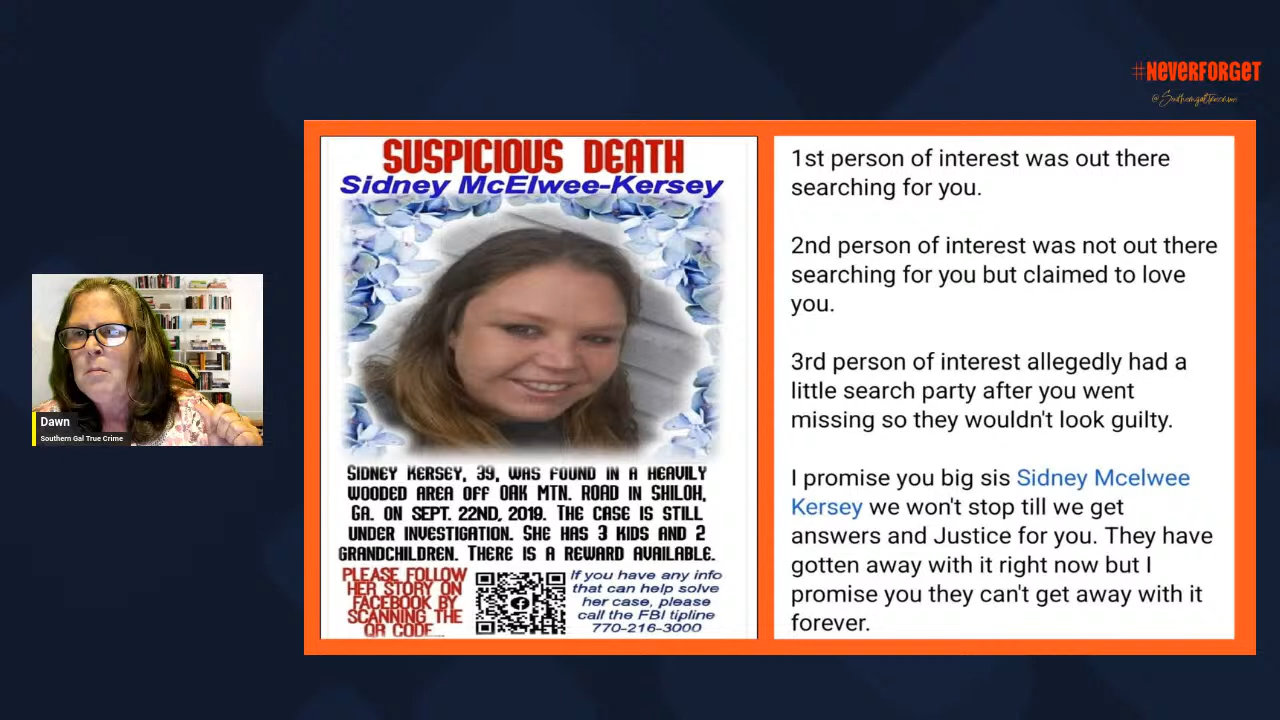 #NEVERFORGET
@Southerngaltruecrime
SUSPICIOUS DEATH
Sidney McElwee-Kersey
SIDNEY KERSEY, 39, WAS FOUND IN A HEAVILY
WOODED AREA OFF OAK MTN. ROAD IN SHILOH,
GA. ON SEPT. 22ND, 2019. THE CASE IS STILL
UNDER INVESTIGATION. SHE HAS 3 KIDS AND 2
GRANDCHILDREN. THERE IS A REWARD AVAILABLE.
PLEASE FOLLOW
HER STORY ON
FACEBOOK BY
SCANNING THE
QR CODE
If you have any info
that can help solve
her case, please
call the FBI tipline
770-216-3000
1st person of interest was out there
searching for you.
2nd person of interest was not out there
searching for you but claimed to love
you.
3rd person of interest allegedly had a
little search party after you went
missing so they wouldn't look guilty.
I promise you big sis Sidney Mcelwee
Kersey we won't stop till we get
answers and Justice for you. They have
gotten away with it right now but I
promise you they can't get away with it
forever.
Dawn
Southern Gal True Crime